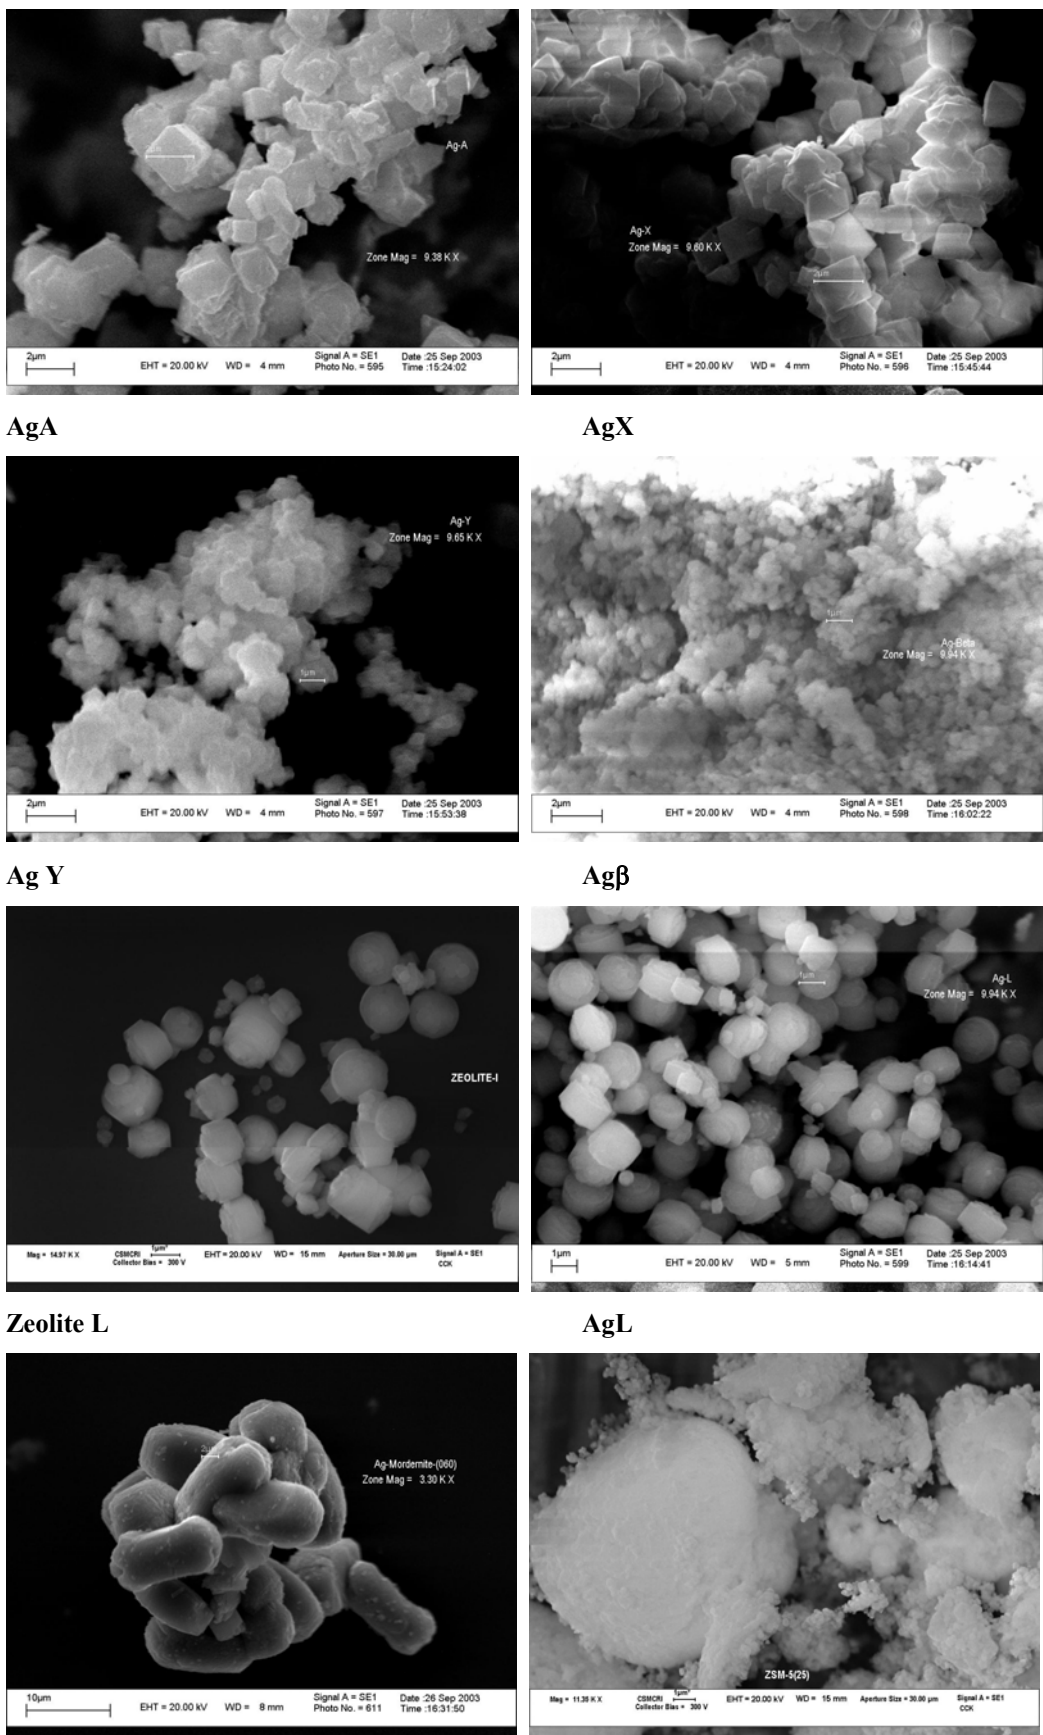 Ag-A
Zone Mag = 9.38 K X
2µm
EHT = 20.00 kV WD = 4 mm
Signal A = SE1 Date :25 Sep 2003
Photo No. = 595 Time :15:24:02
2µm
Ag-X
Zone Mag = 9.60 K X
2µm
EHT = 20.00 kV WD = 4 mm
Signal A = SE1 Date :25 Sep 2003
Photo No. = 596 Time :15:45:44
AgA AgX
Ag-Y
Zone Mag = 9.65 K X
1µm
2µm
EHT = 20.00 kV WD = 4 mm
Signal A = SE1 Date :25 Sep 2003
Photo No. = 597 Time :15:53:38
1µm
Ag-Beta
Zone Mag = 9.94 K X
2µm
EHT = 20.00 kV WD = 4 mm
Signal A = SE1 Date :25 Sep 2003
Photo No. = 598 Time :16:02:22
Ag Y Agβ
ZEOLITE-I
Mag = 14.97 K X CSMCRI 1µm* EHT = 20.00 kV WD = 15 mm Aperture Size = 30.00 µm Signal A = SE1
Collector Bias = 300 V CCK
1µm
Ag-L
Zone Mag = 9.94 K X
1µm
EHT = 20.00 kV WD = 5 mm
Signal A = SE1 Date :25 Sep 2003
Photo No. = 599 Time :16:14:41
Zeolite L AgL
2µm
Ag-Mordernite-(060)
Zone Mag = 3.30 K X
10µm
EHT = 20.00 kV WD = 8 mm
Signal A = SE1 Date :26 Sep 2003
Photo No. = 611 Time :16:31:50
ZSM-5(25)
Mag = 11.35 K X CSMCRI 1µm* EHT = 20.00 kV WD = 15 mm Aperture Size = 30.00 µm Signal A = SE1
Collector Bias = 300 V CCK